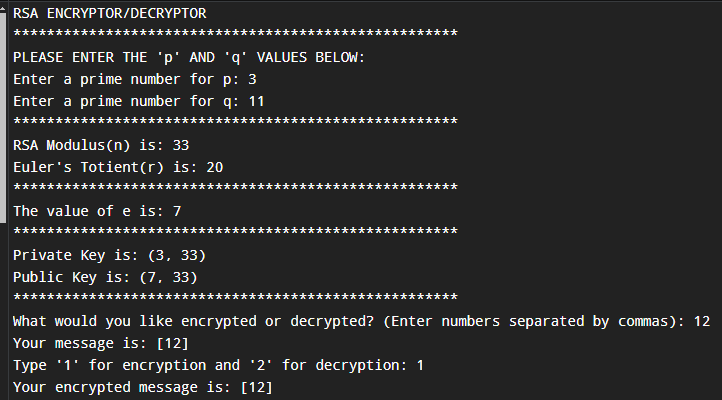 RSA ENCRYPTOR/DECRYPTOR
*****************************************************
PLEASE ENTER THE 'p' AND 'q' VALUES BELOW:
Enter a prime number for p: 3
Enter a prime number for q: 11
*****************************************************
RSA Modulus(n) is: 33
Euler's Totient(r) is: 20
*****************************************************
The value of e is: 7
*****************************************************
Private Key is: (3, 33)
Public Key is: (7, 33)
*****************************************************
What would you like encrypted or decrypted? (Enter numbers separated by commas): 12
Your message is: [12]
Type '1' for encryption and '2' for decryption: 1
Your encrypted message is: [12]